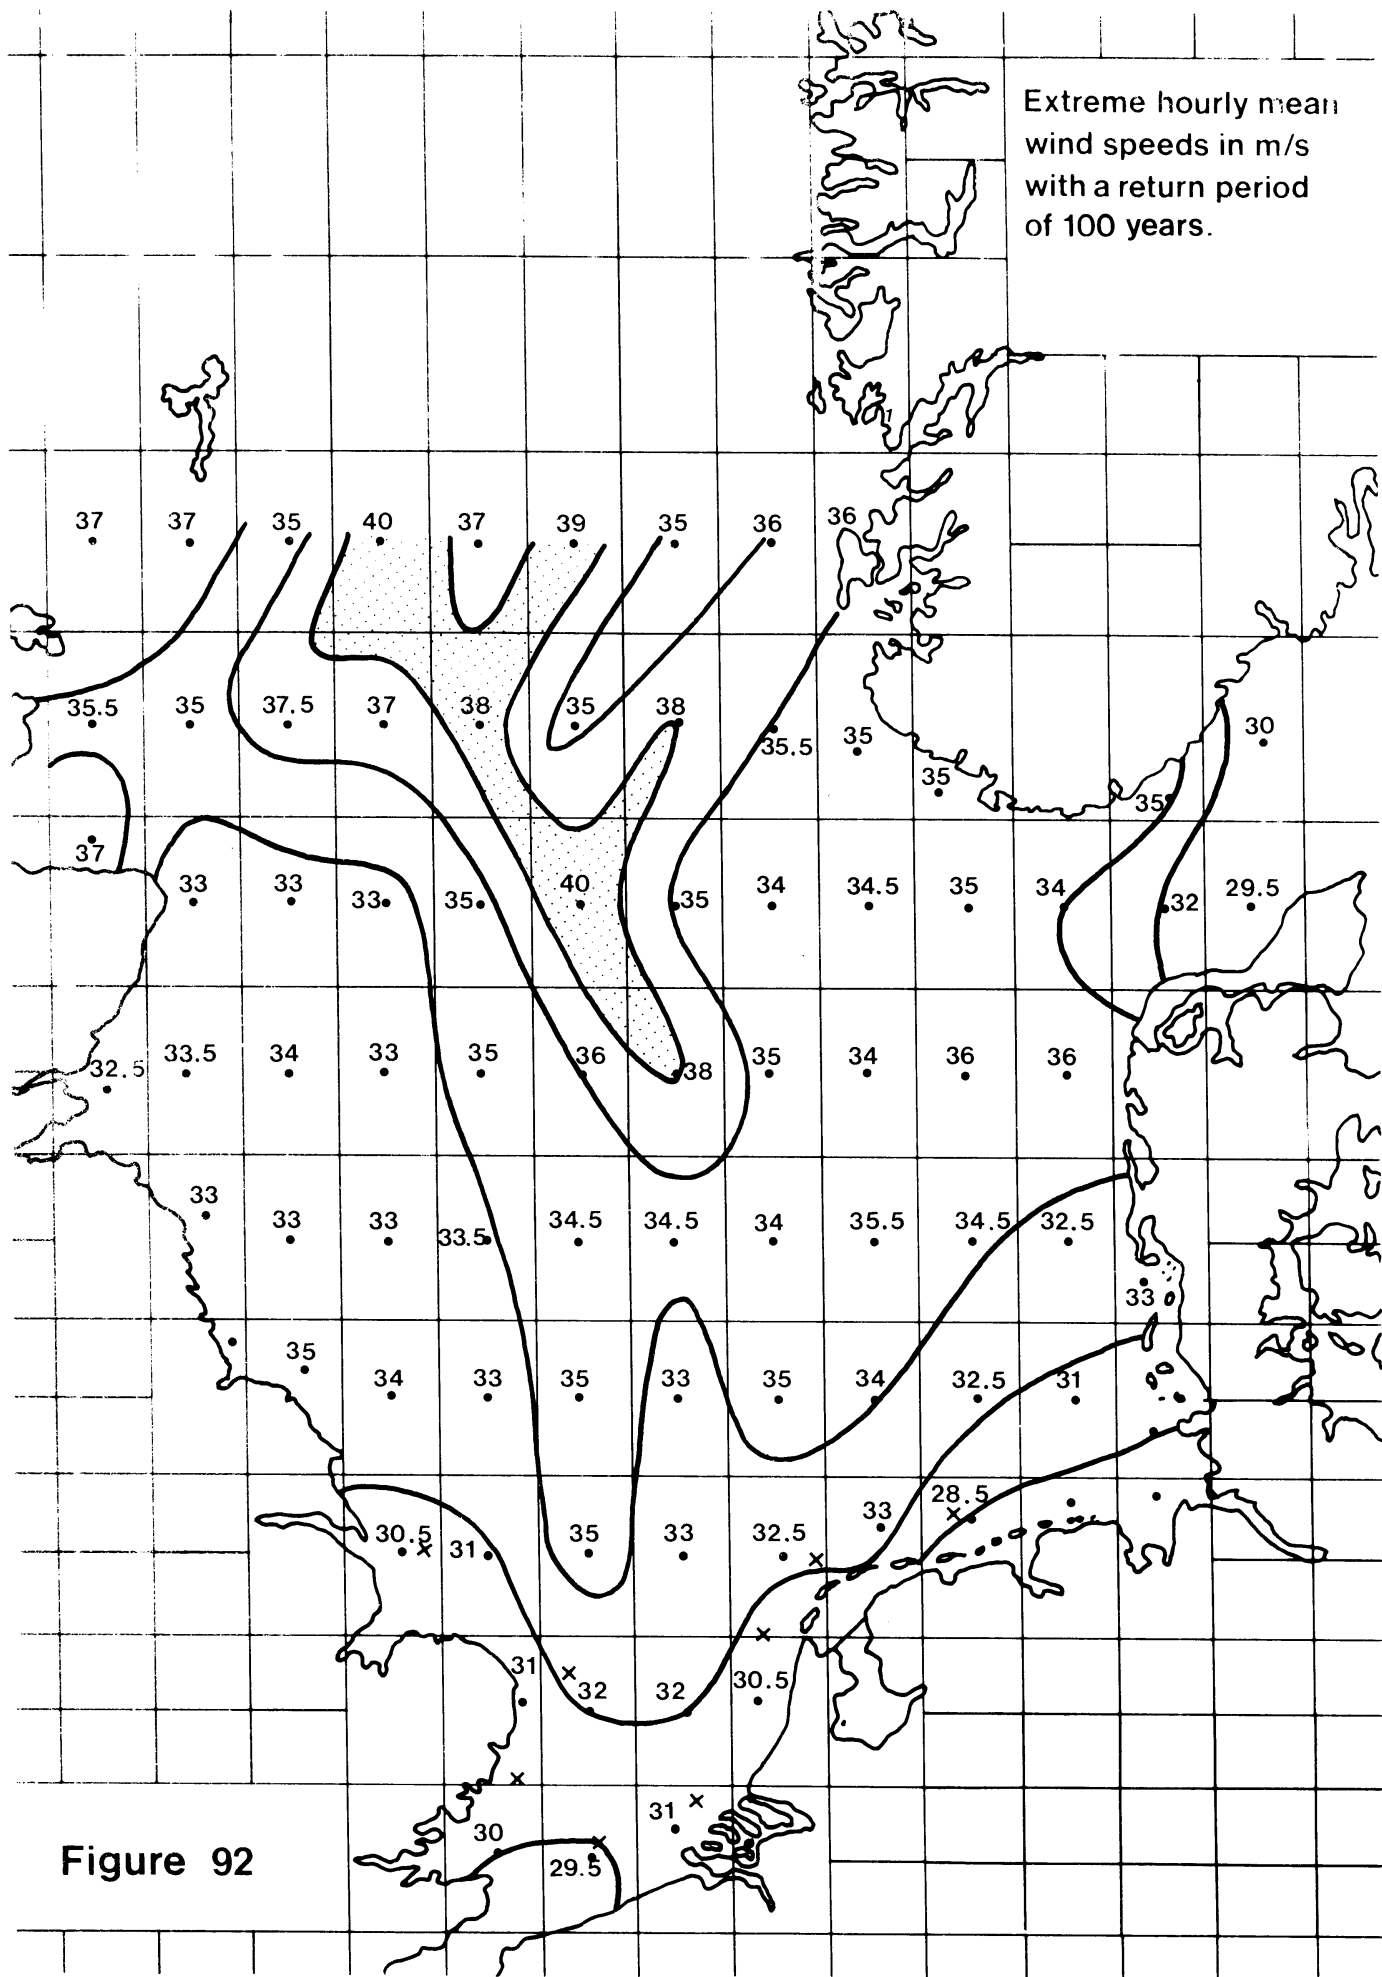 Extreme hourly mean
wind speeds in m/s
with a return period
of 100 years.
37 37 35 40 37 39 35 36 36
35.5 35 37.5 37 38 35 38 35.5 35 35 30
37 35
33 33 33 35 40 35 34 34.5 35 34 32 29.5
32.5 33.5 34 33 35 36 38 35 34 36 36
33 33 33 33.5 34.5 34.5 34 35.5 34.5 32.5
33
35 34 33 35 33 35 34 32.5 31
30.5 31 35 33 32.5 33 28.5
31 32 32 30.5
31
30 29.5
Figure 92